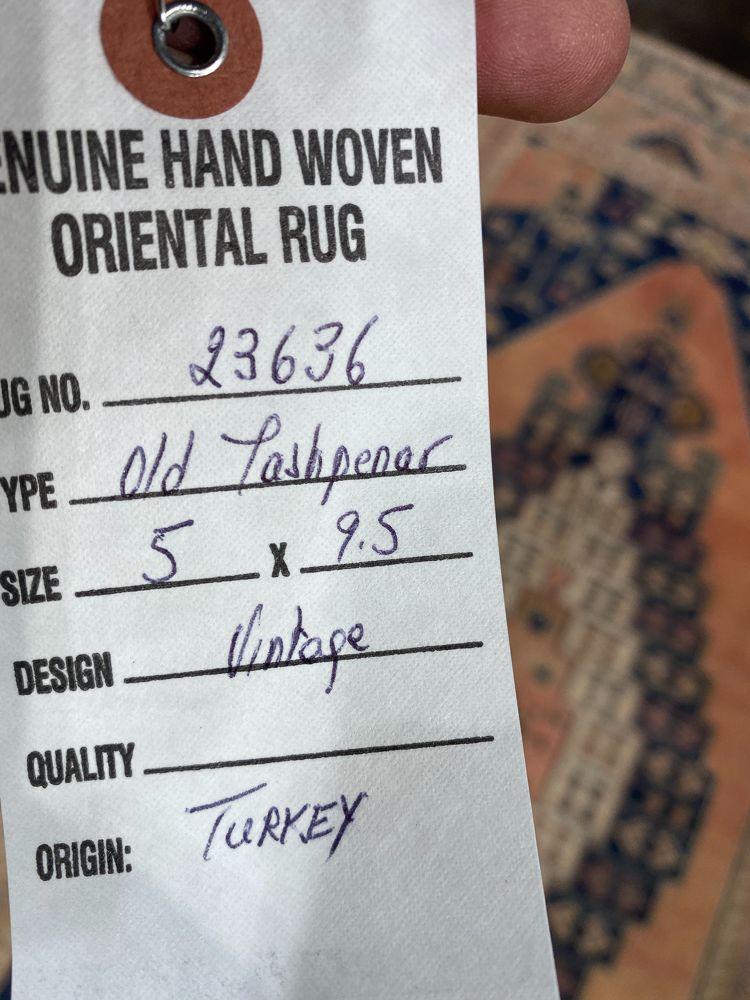 ENUINE HAND WOVEN
ORIENTAL RUG
UG NO. 23636
YPE Old Tashpenar
SIZE 5 X 9.5
DESIGN Vintage
QUALITY
ORIGIN: TURKEY